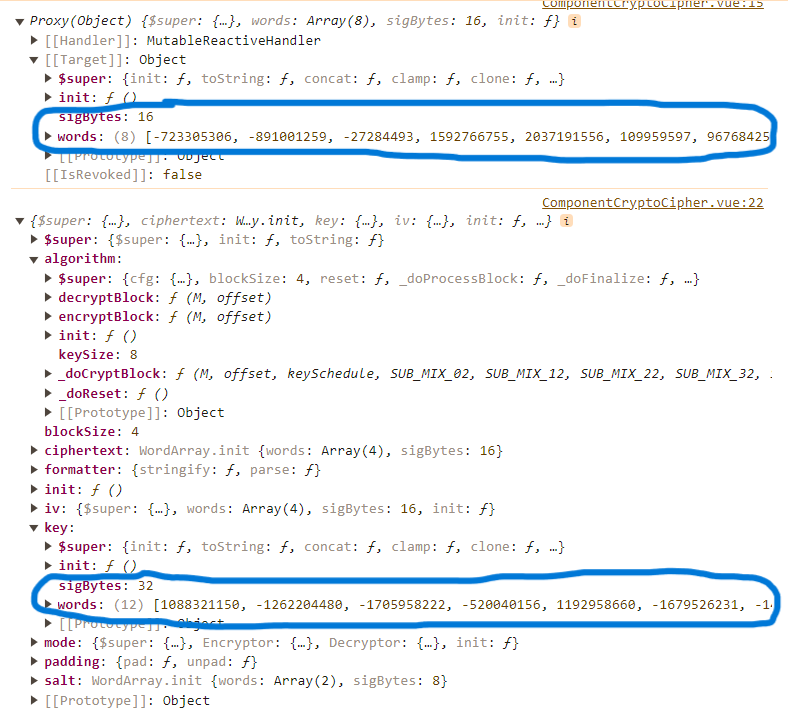 ComponentCryptoCipher.vue:15
Proxy(Object) {$super: {…}, words: Array(8), sigBytes: 16, init: ƒ} i
[[Handler]]: MutableReactiveHandler
[[Target]]: Object
$super: {init: ƒ, toString: ƒ, concat: ƒ, clamp: ƒ, clone: ƒ, …}
init: ƒ ()
sigBytes: 16
words: (8) [-723305306, -891001259, -27284493, 1592766755, 2037191556, 109959597, 96768425
[[Prototype]]: Object
[[IsRevoked]]: false
ComponentCryptoCipher.vue:22
{$super: {…}, ciphertext: W…y.init, key: {…}, iv: {…}, init: ƒ, …} i
$super: {$super: {…}, init: ƒ, toString: ƒ}
algorithm:
$super: {cfg: {…}, blockSize: 4, reset: ƒ, _doProcessBlock: ƒ, _doFinalize: ƒ, …}
decryptBlock: ƒ (M, offset)
encryptBlock: ƒ (M, offset)
init: ƒ ()
keySize: 8
_doCryptBlock: ƒ (M, offset, keySchedule, SUB_MIX_02, SUB_MIX_12, SUB_MIX_22, SUB_MIX_32, .
_doReset: ƒ ()
[[Prototype]]: Object
blockSize: 4
ciphertext: WordArray.init {words: Array(4), sigBytes: 16}
formatter: {stringify: ƒ, parse: ƒ}
init: ƒ ()
iv: {$super: {…}, words: Array(4), sigBytes: 16, init: ƒ}
key:
$super: {init: ƒ, toString: ƒ, concat: ƒ, clamp: ƒ, clone: ƒ, …}
init: ƒ ()
sigBytes: 32
words: (12) [1088321150, -1262204480, -1705958222, -520040156, 1192958660, -1679526231, -1
[[Prototype]]: Object
mode: {$super: {…}, Encryptor: {…}, Decryptor: {…}, init: ƒ}
padding: {pad: ƒ, unpad: ƒ}
salt: WordArray.init {words: Array(2), sigBytes: 8}
[[Prototype]]: Object